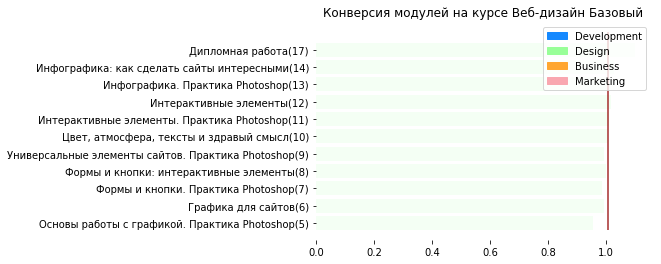 Конверсия модулей на курсе Веб-дизайн Базовый
Development
Design
Business
Marketing
Дипломная работа(17)
Инфографика: как сделать сайты интересными(14)
Инфографика. Практика Photoshop(13)
Интерактивные элементы(12)
Интерактивные элементы. Практика Photoshop(11)
Цвет, атмосфера, тексты и здравый смысл(10)
Универсальные элементы сайтов. Практика Photoshop(9)
Формы и кнопки: интерактивные элементы(8)
Формы и кнопки. Практика Photoshop(7)
Графика для сайтов(6)
Основы работы с графикой. Практика Photoshop(5)
0.0 0.2 0.4 0.6 0.8 1.0